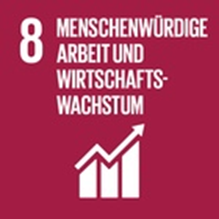 8 MENSCHENWÜRDIGE
ARBEIT UND
WIRTSCHAFTS-
WACHSTUM